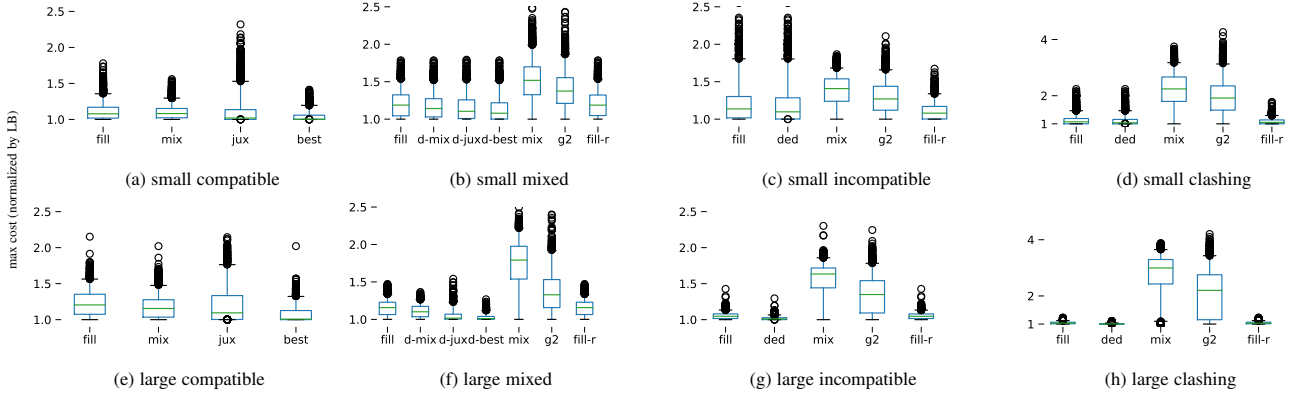 max cost (normalized by LB)
2.5
2.0
1.5
1.0
fill mix jux best
(a) small compatible
2.5
2.0
1.5
1.0
fill d-mix d-jux d-best mix g2 fill-r
(b) small mixed
2.5
2.0
1.5
1.0
fill ded mix g2 fill-r
(c) small incompatible
4
2
1
fill ded mix g2 fill-r
(d) small clashing
2.5
2.0
1.5
1.0
fill mix jux best
(e) large compatible
2.5
2.0
1.5
1.0
fill d-mix d-jux d-best mix g2 fill-r
(f) large mixed
2.5
2.0
1.5
1.0
fill ded mix g2 fill-r
(g) large incompatible
4
2
1
fill ded mix g2 fill-r
(h) large clashing